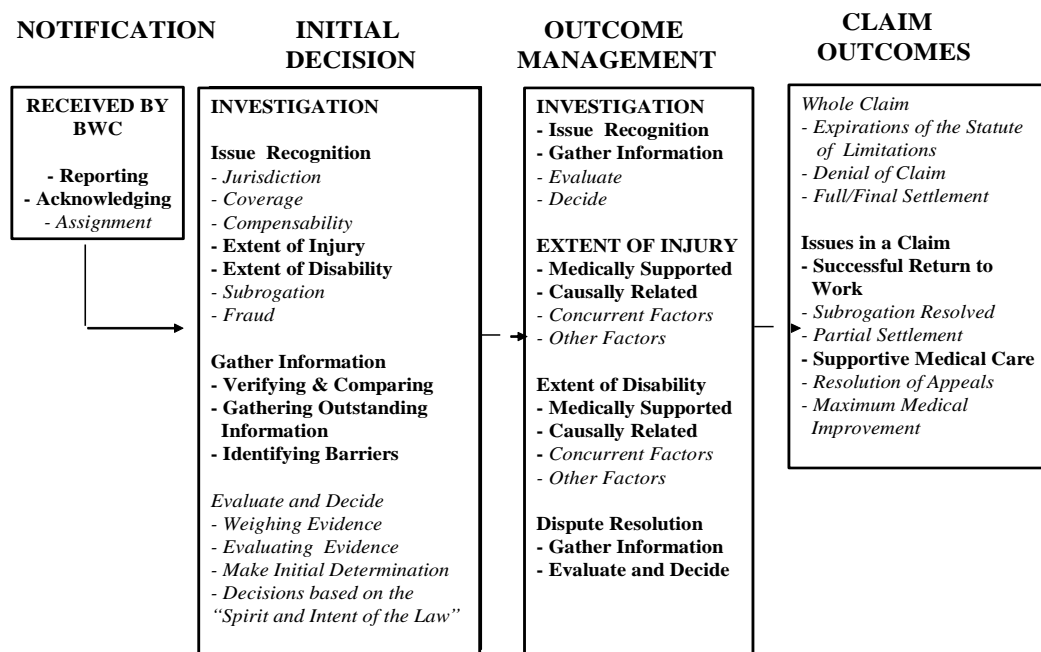 NOTIFICATION
RECEIVED BY
BWC
- Reporting
- Acknowledging
- Assignment
INITIAL
DECISION
INVESTIGATION
Issue Recognition
- Jurisdiction
- Coverage
- Compensability
- Extent of Injury
- Extent of Disability
- Subrogation
- Fraud
Gather Information
- Verifying & Comparing
- Gathering Outstanding
Information
- Identifying Barriers
Evaluate and Decide
- Weighing Evidence
- Evaluating Evidence
- Make Initial Determination
- Decisions based on the
“Spirit and Intent of the Law”
OUTCOME
MANAGEMENT
INVESTIGATION
- Issue Recognition
- Gather Information
- Evaluate
- Decide
EXTENT OF INJURY
- Medically Supported
- Causally Related
- Concurrent Factors
- Other Factors
Extent of Disability
- Medically Supported
- Causally Related
- Concurrent Factors
- Other Factors
Dispute Resolution
- Gather Information
- Evaluate and Decide
CLAIM
OUTCOMES
Whole Claim
- Expirations of the Statute
of Limitations
- Denial of Claim
- Full/Final Settlement
Issues in a Claim
- Successful Return to
Work
- Subrogation Resolved
- Partial Settlement
- Supportive Medical Care
- Resolution of Appeals
- Maximum Medical
Improvement